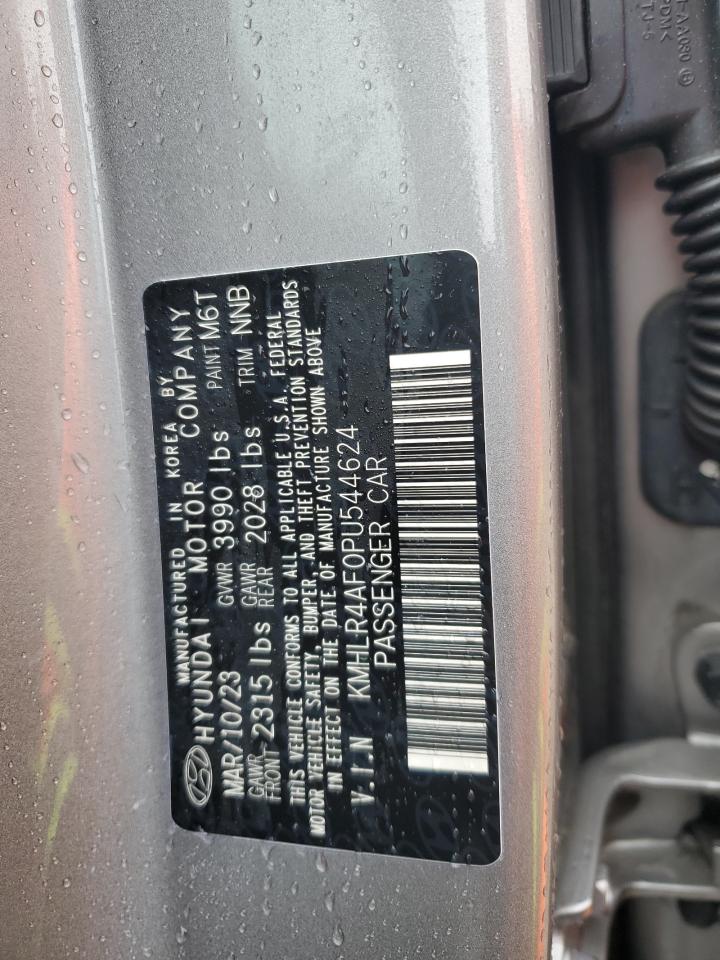 MANUFACTURED IN KOREA BY
HYUNDAI MOTOR COMPANY
MAR/10/23 GVWR 3990 lbs PAINT M6T
GAWR FRONT 2315 lbs GAWR REAR 2028 lbs TRIM NNB
THIS VEHICLE CONFORMS TO ALL APPLICABLE U.S.A. FEDERAL
MOTOR VEHICLE SAFETY, BUMPER, AND THEFT PREVENTION STANDARDS
IN EFFECT ON THE DATE OF MANUFACTURE SHOWN ABOVE
V.I.N KMHLR4AF0PU544624
PASSENGER CAR